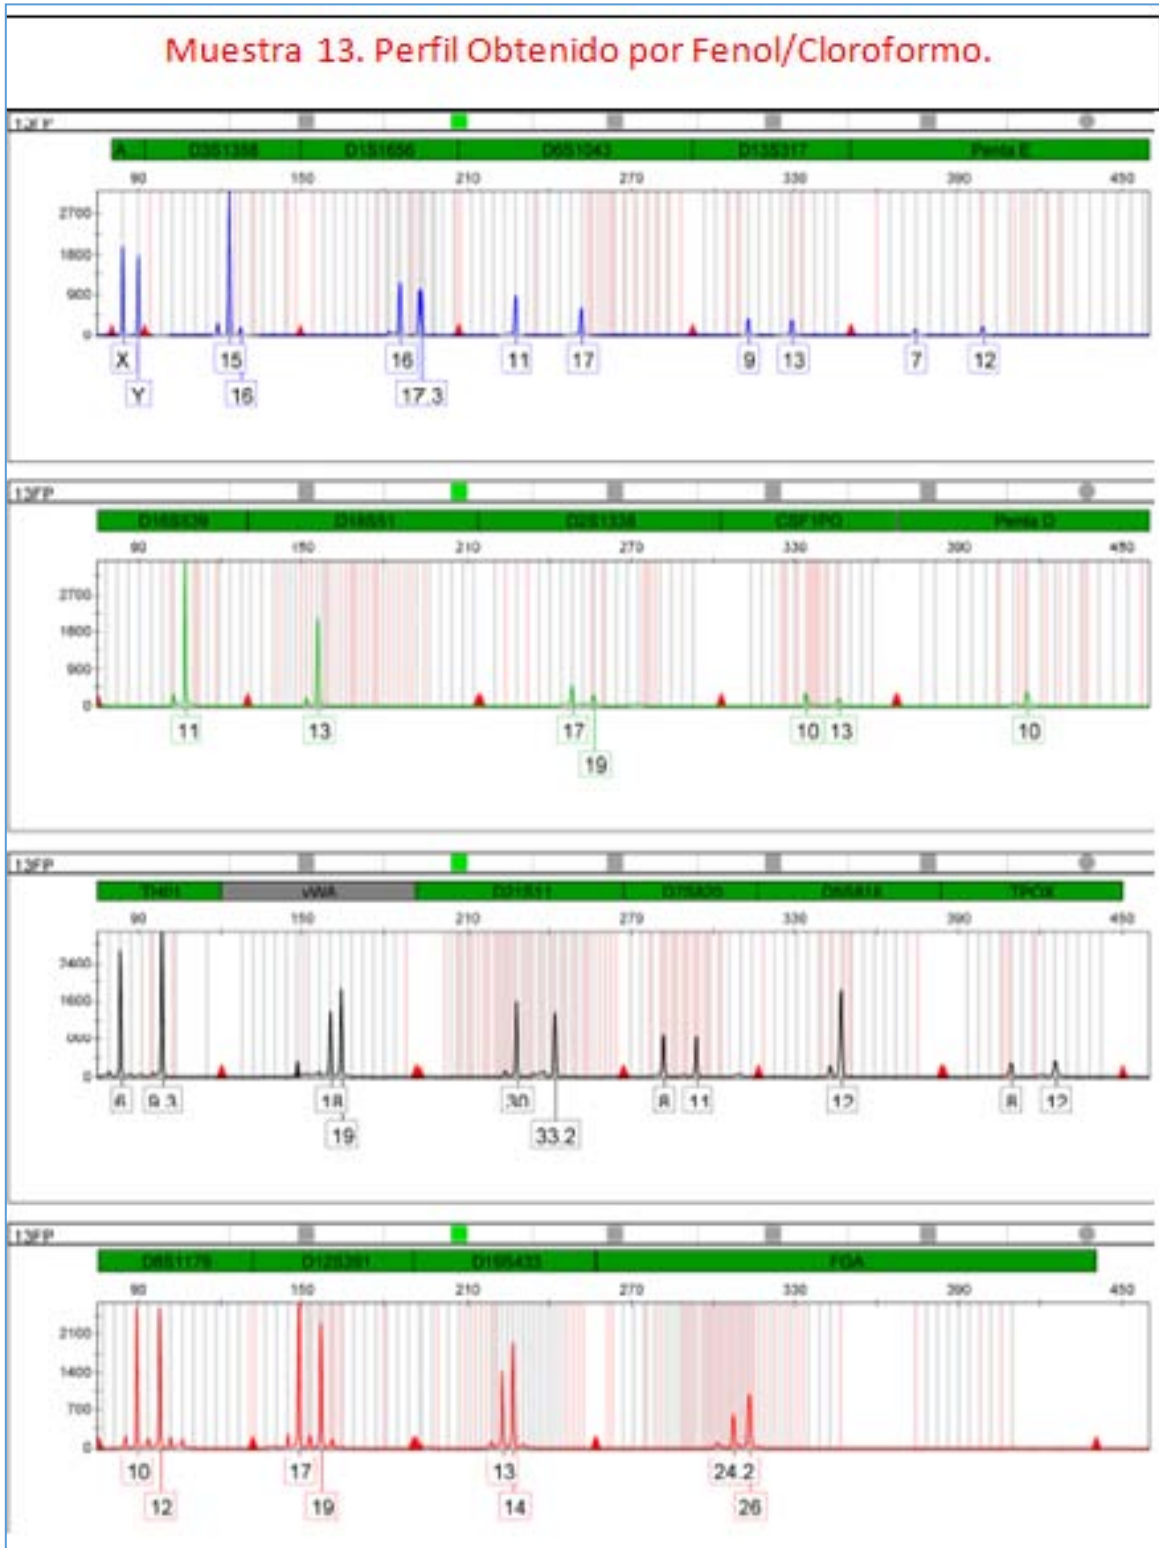 Muestra 13. Perfil Obtenido por Fenol/Cloroformo.
13FP
A... D3S1358 D1S1656 D6S1043 D13S317 Penta E
90 150 210 270 330 390 450
2700
1800
900
0
X 15 16 11 17 9 13 7 12
Y 16 17.3
13FP
D16S539 D18S51 D2S1338 CSF1PO Penta D
90 150 210 270 330 390 450
2700
1800
900
0
11 13 17 10 13 10
19
13FP
TH01 vWA D21S11 D7S820 D5S818 TPOX
90 150 210 270 330 390 450
2400
1600
800
0
6 9.3 18 30 8 11 12 8 12
19 33.2
13FP
D8S1179 D12S391 D19S433 FGA
90 150 210 270 330 390 450
2100
1400
700
0
10 17 13 24.2
12 19 14 26